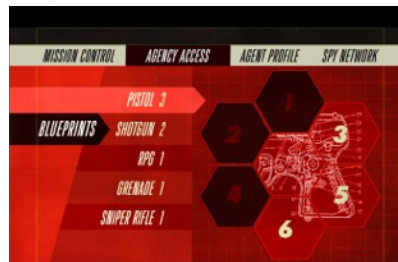 MISSION CONTROL AGENCY ACCESS AGENT PROFILE SPY NETWORK
PISTOL 3
BLUEPRINTS SHOTGUN 2
RPG 1
GRENADE 1
SNIPER RIFLE 1
1
2
3
4
5
6